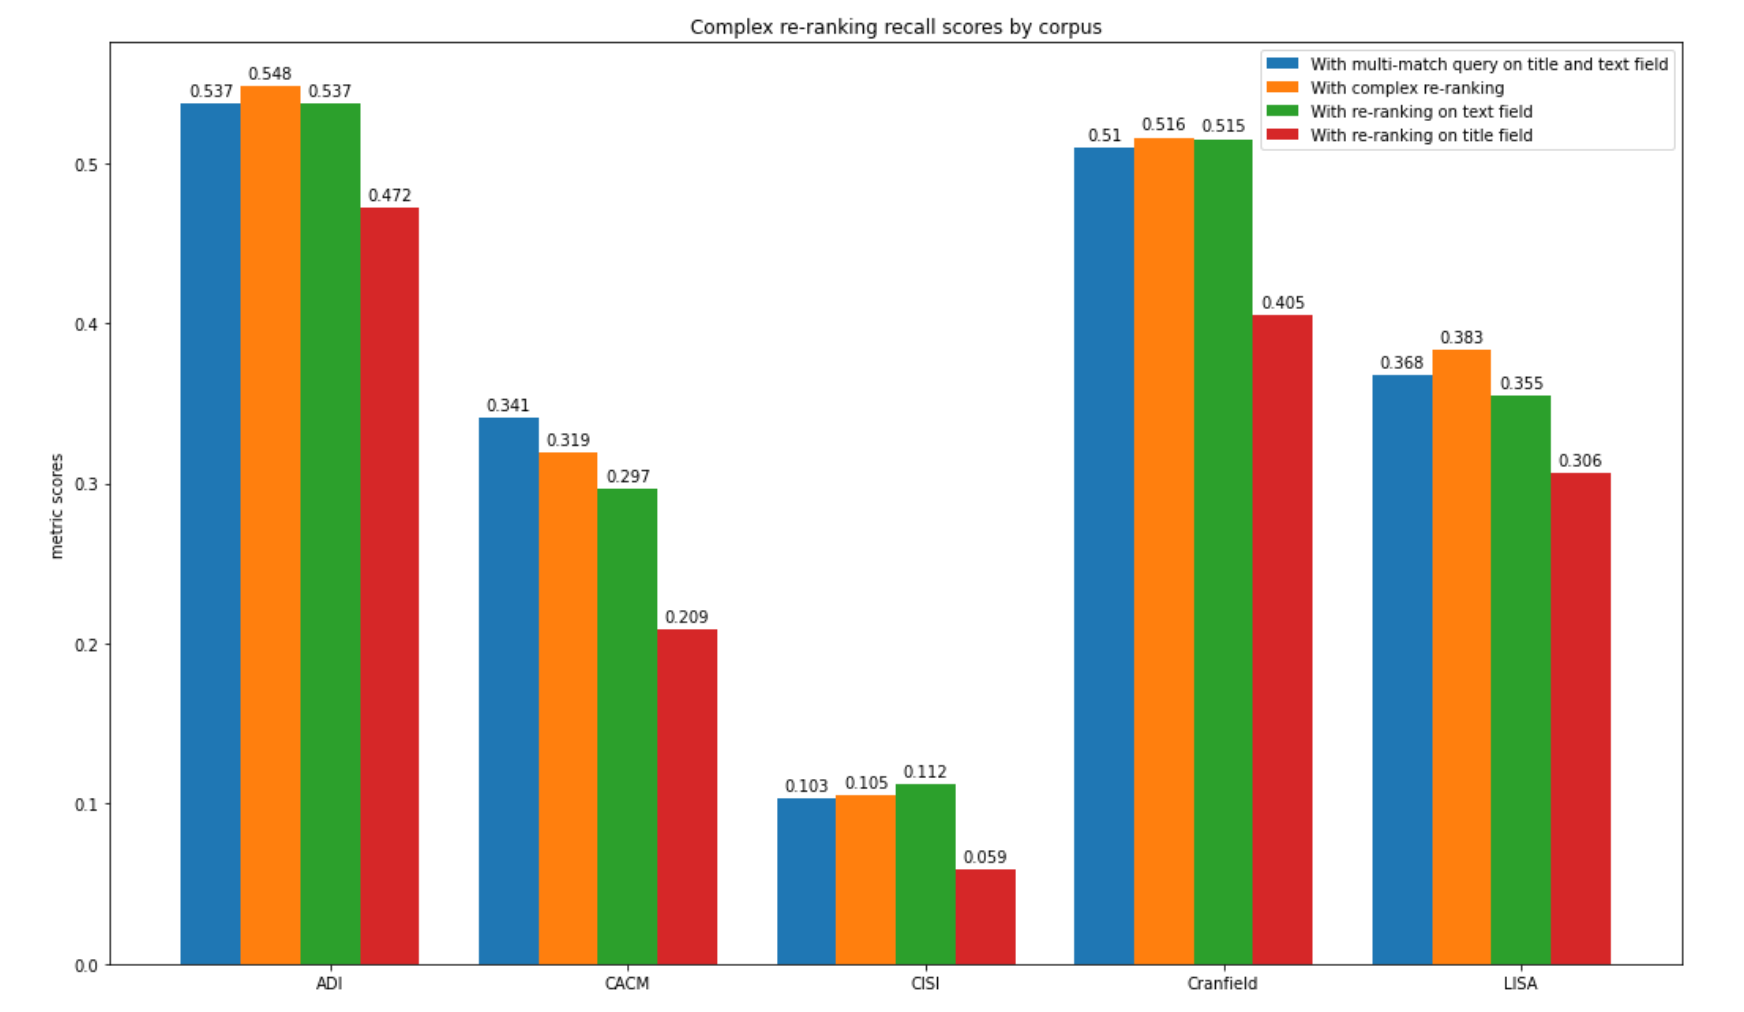 Complex re-ranking recall scores by corpus
With multi-match query on title and text field
With complex re-ranking
With re-ranking on text field
With re-ranking on title field
metric scores
0.5
0.4
0.3
0.2
0.1
0.0
0.537
0.548
0.537
0.472
0.341
0.319
0.297
0.209
0.103
0.105
0.112
0.059
0.51
0.516
0.515
0.405
0.368
0.383
0.355
0.306
ADI
CACM
CISI
Cranfield
LISA